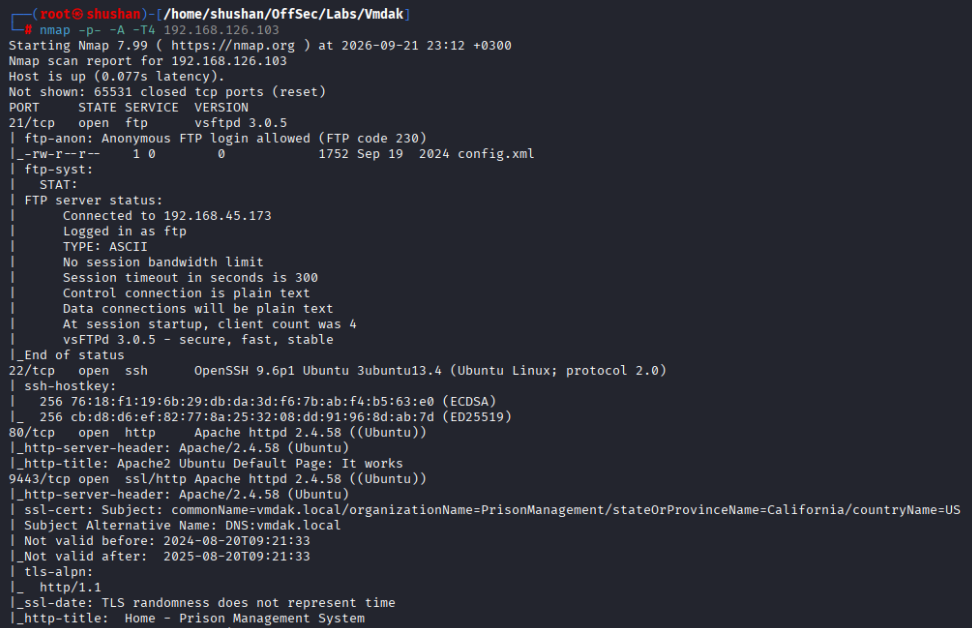 ┌──(root㉿shushan)-[/home/shushan/OffSec/Labs/Vmdak]
└─# nmap -p- -A -T4 192.168.126.103
Starting Nmap 7.99 ( https://nmap.org ) at 2026-09-21 23:12 +0300
Nmap scan report for 192.168.126.103
Host is up (0.077s latency).
Not shown: 65531 closed tcp ports (reset)
PORT     STATE SERVICE  VERSION
21/tcp   open  ftp      vsftpd 3.0.5
| ftp-anon: Anonymous FTP login allowed (FTP code 230)
|_-rw-r--r--    1 0        0            1752 Sep 19  2024 config.xml
| ftp-syst:
|   STAT:
| FTP server status:
|      Connected to 192.168.45.173
|      Logged in as ftp
|      TYPE: ASCII
|      No session bandwidth limit
|      Session timeout in seconds is 300
|      Control connection is plain text
|      Data connections will be plain text
|      At session startup, client count was 4
|      vsFTPd 3.0.5 - secure, fast, stable
|_End of status
22/tcp   open  ssh      OpenSSH 9.6p1 Ubuntu 3ubuntu13.4 (Ubuntu Linux; protocol 2.0)
| ssh-hostkey:
|   256 76:18:f1:19:6b:29:db:da:3d:f6:7b:ab:f4:b5:63:e0 (ECDSA)
|_  256 cb:d8:d6:ef:82:77:8a:25:32:08:dd:91:96:8d:ab:7d (ED25519)
80/tcp   open  http     Apache httpd 2.4.58 ((Ubuntu))
|_http-server-header: Apache/2.4.58 (Ubuntu)
|_http-title: Apache2 Ubuntu Default Page: It works
9443/tcp open  ssl/http Apache httpd 2.4.58 ((Ubuntu))
|_http-server-header: Apache/2.4.58 (Ubuntu)
| ssl-cert: Subject: commonName=vmdak.local/organizationName=PrisonManagement/stateOrProvinceName=California/countryName=US
| Subject Alternative Name: DNS:vmdak.local
| Not valid before: 2024-08-20T09:21:33
|_Not valid after:  2025-08-20T09:21:33
| tls-alpn:
|_  http/1.1
|_ssl-date: TLS randomness does not represent time
|_http-title:  Home - Prison Management System